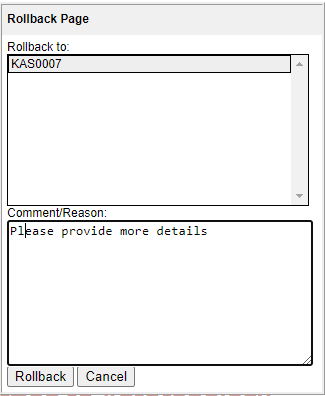 Rollback Page
Rollback to:
KAS0007
Comment/Reason:
Please provide more details
Rollback Cancel